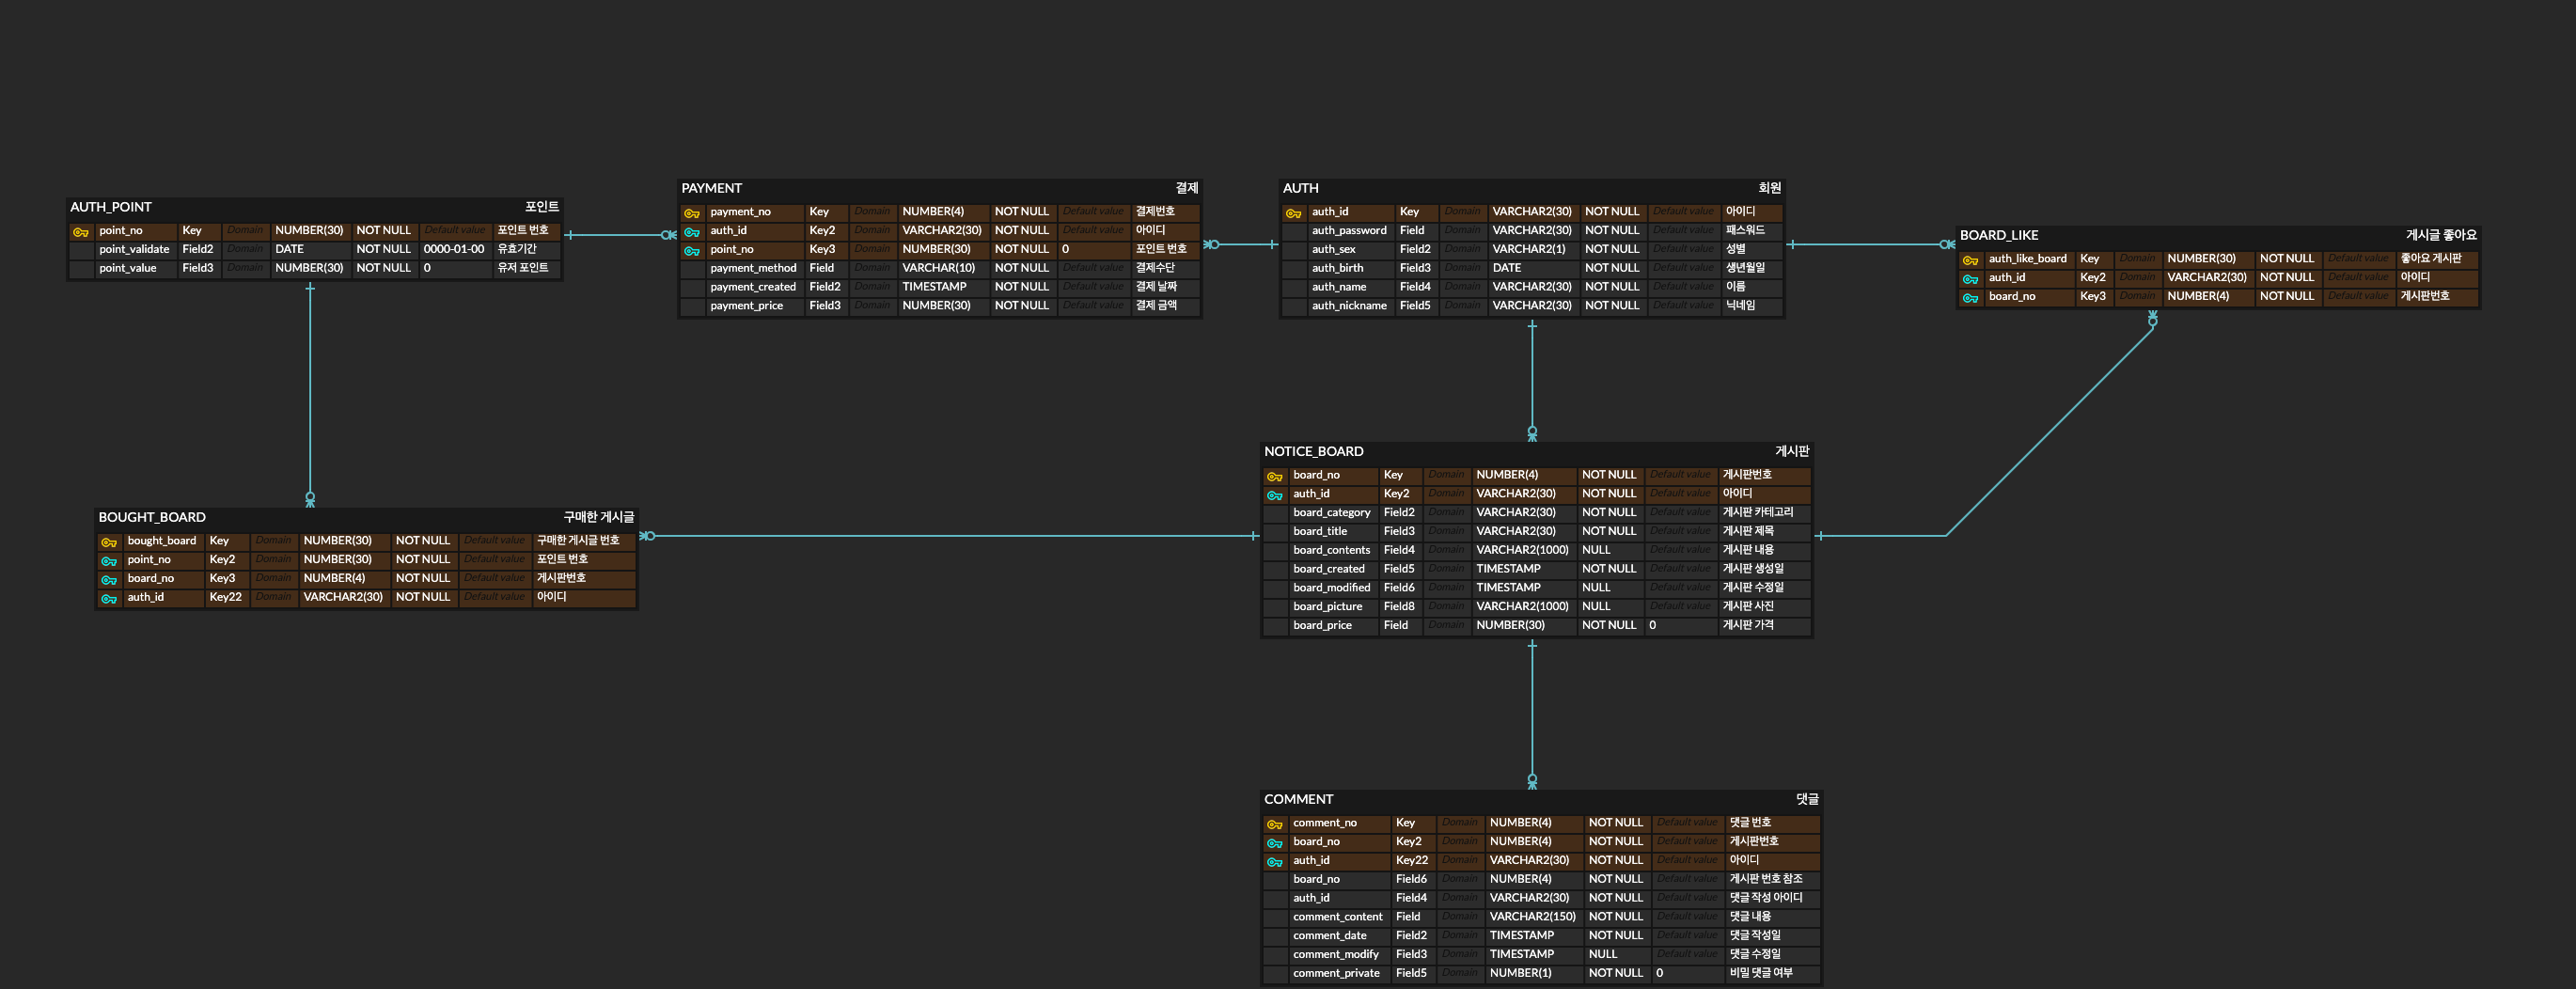 AUTH_POINT 포인트
point_no Key Domain NUMBER(30) NOT NULL Default value 포인트 번호
point_validate Field2 Domain DATE NOT NULL 0000-01-00 유효기간
point_value Field3 Domain NUMBER(30) NOT NULL 0 유저 포인트
PAYMENT 결제
payment_no Key Domain NUMBER(4) NOT NULL Default value 결제번호
auth_id Key2 Domain VARCHAR2(30) NOT NULL Default value 아이디
point_no Key3 Domain NUMBER(30) NOT NULL 0 포인트 번호
payment_method Field Domain VARCHAR(10) NOT NULL Default value 결제수단
payment_created Field2 Domain TIMESTAMP NOT NULL Default value 결제 날짜
payment_price Field3 Domain NUMBER(30) NOT NULL Default value 결제 금액
AUTH 회원
auth_id Key Domain VARCHAR2(30) NOT NULL Default value 아이디
auth_password Field Domain VARCHAR2(30) NOT NULL Default value 패스워드
auth_sex Field2 Domain VARCHAR2(1) NOT NULL Default value 성별
auth_birth Field3 Domain DATE NOT NULL Default value 생년월일
auth_name Field4 Domain VARCHAR2(30) NOT NULL Default value 이름
auth_nickname Field5 Domain VARCHAR2(30) NOT NULL Default value 닉네임
BOARD_LIKE 게시글 좋아요
auth_like_board Key Domain NUMBER(30) NOT NULL Default value 좋아요 게시판
auth_id Key2 Domain VARCHAR2(30) NOT NULL Default value 아이디
board_no Key3 Domain NUMBER(4) NOT NULL Default value 게시판번호
NOTICE_BOARD 게시판
board_no Key Domain NUMBER(4) NOT NULL Default value 게시판번호
auth_id Key2 Domain VARCHAR2(30) NOT NULL Default value 아이디
board_category Field2 Domain VARCHAR2(30) NOT NULL Default value 게시판 카테고리
board_title Field3 Domain VARCHAR2(30) NOT NULL Default value 게시판 제목
board_contents Field4 Domain VARCHAR2(1000) NULL Default value 게시판 내용
board_created Field5 Domain TIMESTAMP NOT NULL Default value 게시판 생성일
board_modified Field6 Domain TIMESTAMP NULL Default value 게시판 수정일
board_picture Field8 Domain VARCHAR2(1000) NULL Default value 게시판 사진
board_price Field Domain NUMBER(30) NOT NULL 0 게시판 가격
BOUGHT_BOARD 구매한 게시글
bought_board Key Domain NUMBER(30) NOT NULL Default value 구매한 게시글 번호
point_no Key2 Domain NUMBER(30) NOT NULL Default value 포인트 번호
board_no Key3 Domain NUMBER(4) NOT NULL Default value 게시판번호
auth_id Key22 Domain VARCHAR2(30) NOT NULL Default value 아이디
COMMENT 댓글
comment_no Key Domain NUMBER(4) NOT NULL Default value 댓글 번호
board_no Key2 Domain NUMBER(4) NOT NULL Default value 게시판번호
auth_id Key22 Domain VARCHAR2(30) NOT NULL Default value 아이디
board_no Field6 Domain NUMBER(4) NOT NULL Default value 게시판 번호 참조
auth_id Field4 Domain VARCHAR2(30) NOT NULL Default value 댓글 작성 아이디
comment_content Field Domain VARCHAR2(150) NOT NULL Default value 댓글 내용
comment_date Field2 Domain TIMESTAMP NOT NULL Default value 댓글 작성일
comment_modify Field3 Domain TIMESTAMP NULL Default value 댓글 수정일
comment_private Field5 Domain NUMBER(1) NOT NULL 0 비밀 댓글 여부